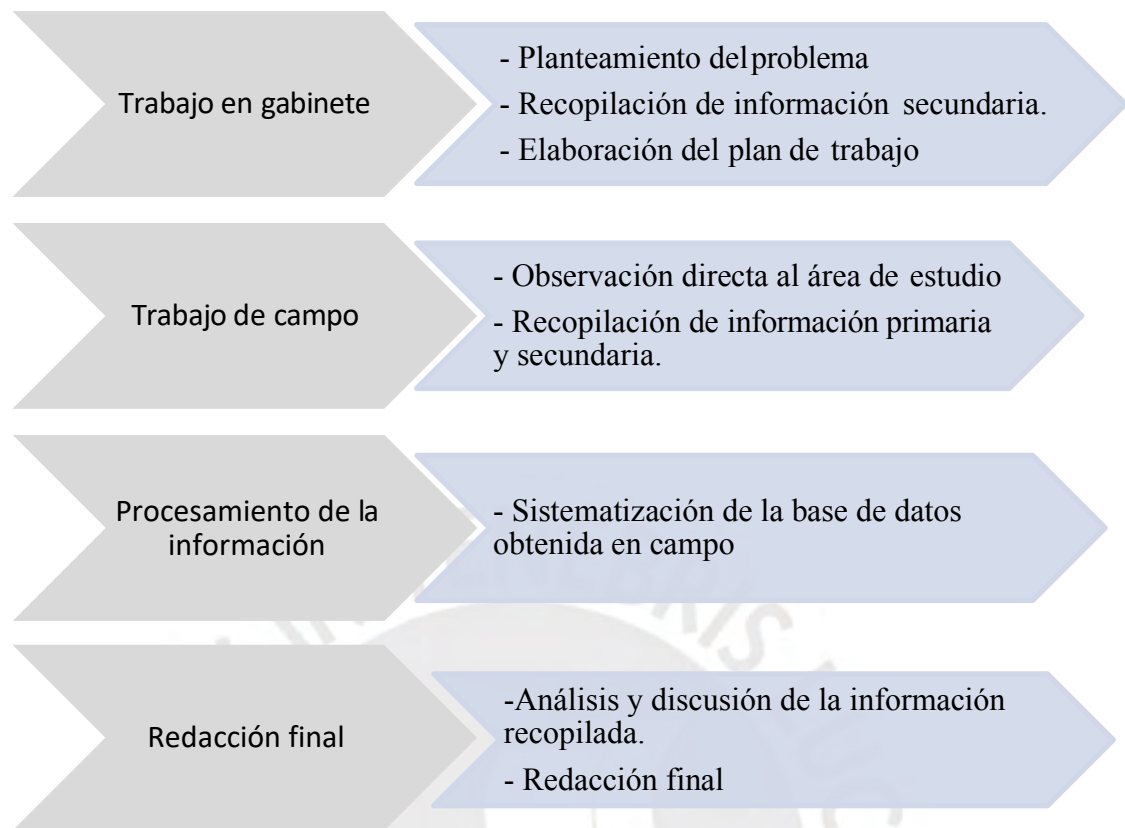 Trabajo en gabinete
- Planteamiento delproblema
- Recopilación de información secundaria.
- Elaboración del plan de trabajo
Trabajo de campo
- Observación directa al área de estudio
- Recopilación de información primaria
y secundaria.
Procesamiento de la
información
- Sistematización de la base de datos
obtenida en campo
Redacción final
-Análisis y discusión de la información
recopilada.
- Redacción final